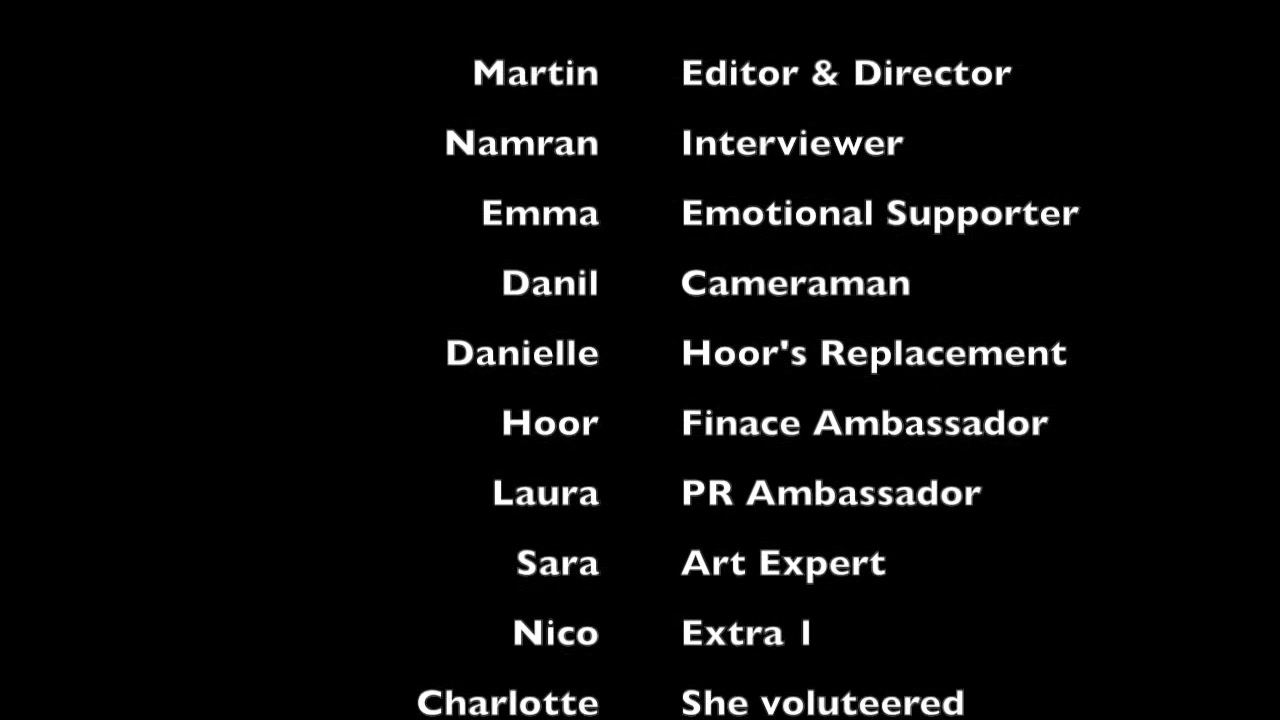 Martin Editor & Director
Namran Interviewer
Emma Emotional Supporter
Danil Cameraman
Danielle Hoor's Replacement
Hoor Finace Ambassador
Laura PR Ambassador
Sara Art Expert
Nico Extra 1
Charlotte She voluteered